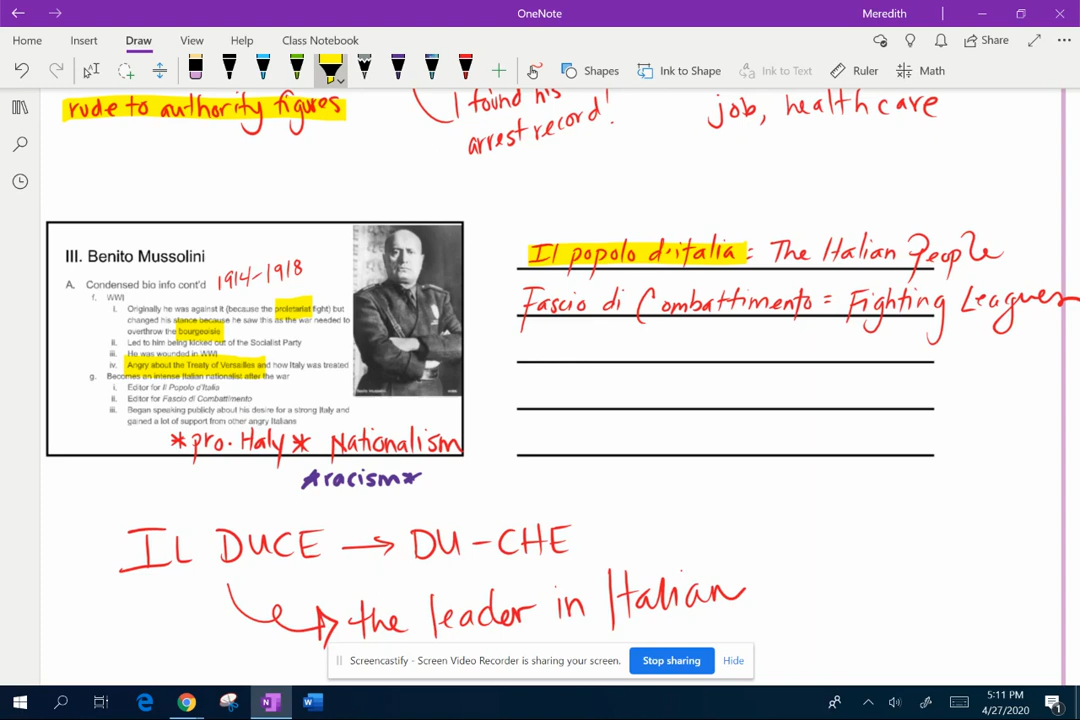 OneNote
Meredith
Home Insert Draw View Help Class Notebook
Share
Shapes Ink to Shape Ink to Text Ruler Math
rude to authority figures
I found his
arrest record!
job, healthcare
III. Benito Mussolini
A. Condensed bio info cont'd
1914-1918
f. WWI
i. Originally he was against it (because the proletariat fight) but
changed his stance because he saw this as the war needed to
overthrow the bourgeoisie
ii. Led to him being kicked out of the Socialist Party
iii. He was wounded in WWI
iv. Angry about the Treaty of Versailles and how Italy was treated
g. Becomes an intense Italian nationalist after the war
i. Editor for Il Popolo d'Italia
ii. Editor for Fascio di Combattimento
iii. Began speaking publicly about his desire for a strong Italy and
gained a lot of support from other angry Italians
*pro. Italy* Nationalism
*racism*
Il popolo d'italia = The Italian People
Fascio di Combattimento = Fighting Leagues
IL DUCE → DU-CHE
the leader in Italian
Screencastify - Screen Video Recorder is sharing your screen. Stop sharing Hide
5:11 PM
4/27/2020
1